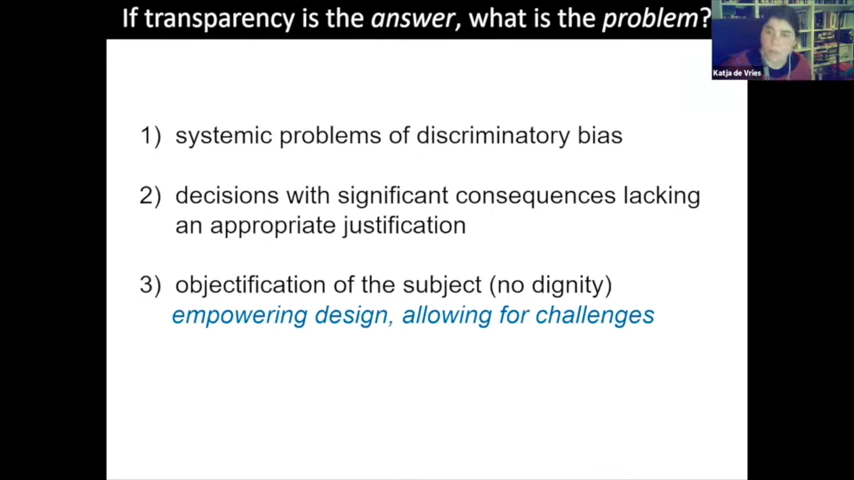 If transparency is the answer, what is the problem?
Katja de Vries
1) systemic problems of discriminatory bias
2) decisions with significant consequences lacking
an appropriate justification
3) objectification of the subject (no dignity)
empowering design, allowing for challenges